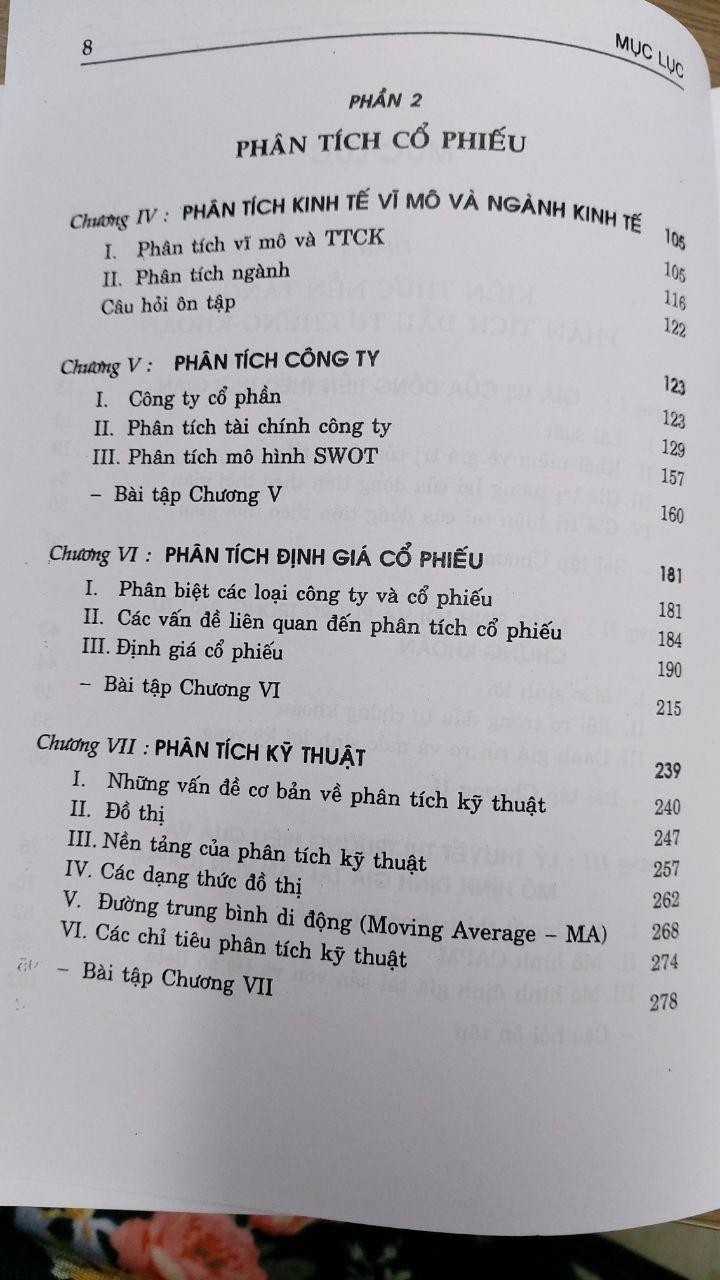 8 MỤC LỤC
PHẦN 2
PHÂN TÍCH CỔ PHIẾU
Chương IV : PHÂN TÍCH KINH TẾ VĨ MÔ VÀ NGÀNH KINH TẾ 105
I. Phân tích vĩ mô và TTCK 105
II. Phân tích ngành 116
Câu hỏi ôn tập 122
Chương V : PHÂN TÍCH CÔNG TY 123
I. Công ty cổ phần 123
II. Phân tích tài chính công ty 129
III. Phân tích mô hình SWOT 157
– Bài tập Chương V 160
Chương VI : PHÂN TÍCH ĐỊNH GIÁ CỔ PHIẾU 181
I. Phân biệt các loại công ty và cổ phiếu 181
II. Các vấn đề liên quan đến phân tích cổ phiếu 184
III. Định giá cổ phiếu 190
– Bài tập Chương VI 215
Chương VII : PHÂN TÍCH KỸ THUẬT 239
I. Những vấn đề cơ bản về phân tích kỹ thuật 240
II. Đồ thị 247
III. Nền tảng của phân tích kỹ thuật 257
IV. Các dạng thức đồ thị 262
V. Đường trung bình di động (Moving Average – MA) 268
VI. Các chỉ tiêu phân tích kỹ thuật 274
– Bài tập Chương VII 278